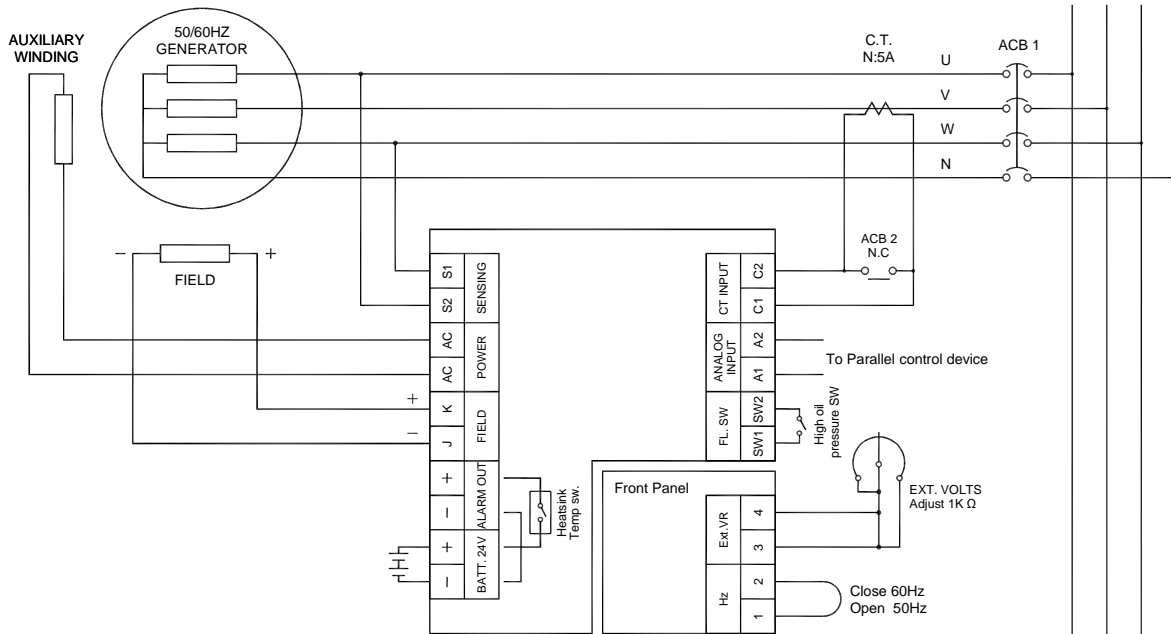 AUXILIARY
WINDING
50/60HZ
GENERATOR
C.T.
N:5A
ACB 1
U
V
W
N
−
+
FIELD
ACB 2
N.C
S1
S2
SENSING
AC
AC
POWER
+
−
K
J
FIELD
+
−
ALARM OUT
+
−
BATT. 24V
Heatsink
Temp sw.
CT INPUT
C2
C1
ANALOG
INPUT
A2
A1
To Parallel control device
FL. SW
SW2
SW1
High oil
pressure SW
Front Panel
EXT. VOLTS
Adjust 1K Ω
Ext.VR
4
3
Hz
2
1
Close 60Hz
Open 50Hz